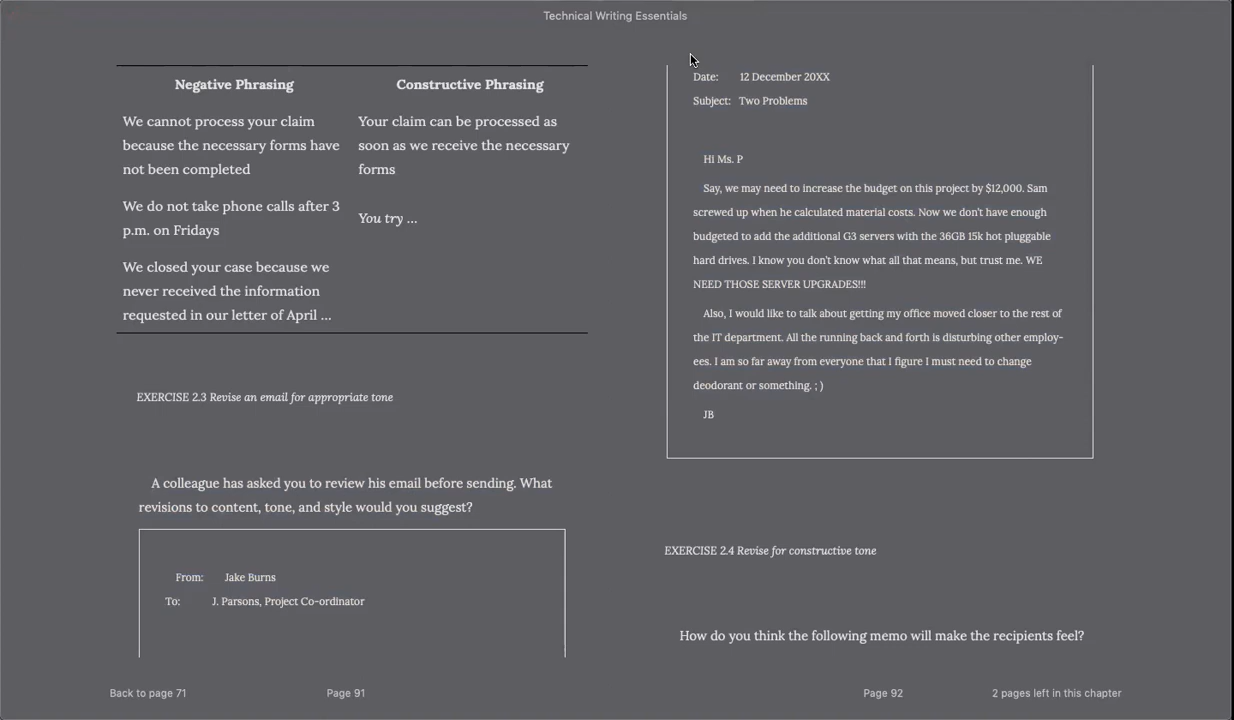 Technical Writing Essentials
Negative Phrasing Constructive Phrasing
We cannot process your claim
because the necessary forms have
not been completed
Your claim can be processed as
soon as we receive the necessary
forms
We do not take phone calls after 3
p.m. on Fridays
You try …
We closed your case because we
never received the information
requested in our letter of April …
EXERCISE 2.3 Revise an email for appropriate tone
A colleague has asked you to review his email before sending. What
revisions to content, tone, and style would you suggest?
From: Jake Burns
To: J. Parsons, Project Co-ordinator
Date: 12 December 20XX
Subject: Two Problems
Hi Ms. P
Say, we may need to increase the budget on this project by $12,000. Sam
screwed up when he calculated material costs. Now we don't have enough
budgeted to add the additional G3 servers with the 36GB 15k hot pluggable
hard drives. I know you don't know what all that means, but trust me. WE
NEED THOSE SERVER UPGRADES!!!
Also, I would like to talk about getting my office moved closer to the rest of
the IT department. All the running back and forth is disturbing other employ-
ees. I am so far away from everyone that I figure I must need to change
deodorant or something. ; )
JB
EXERCISE 2.4 Revise for constructive tone
How do you think the following memo will make the recipients feel?
Back to page 71 Page 91 Page 92 2 pages left in this chapter